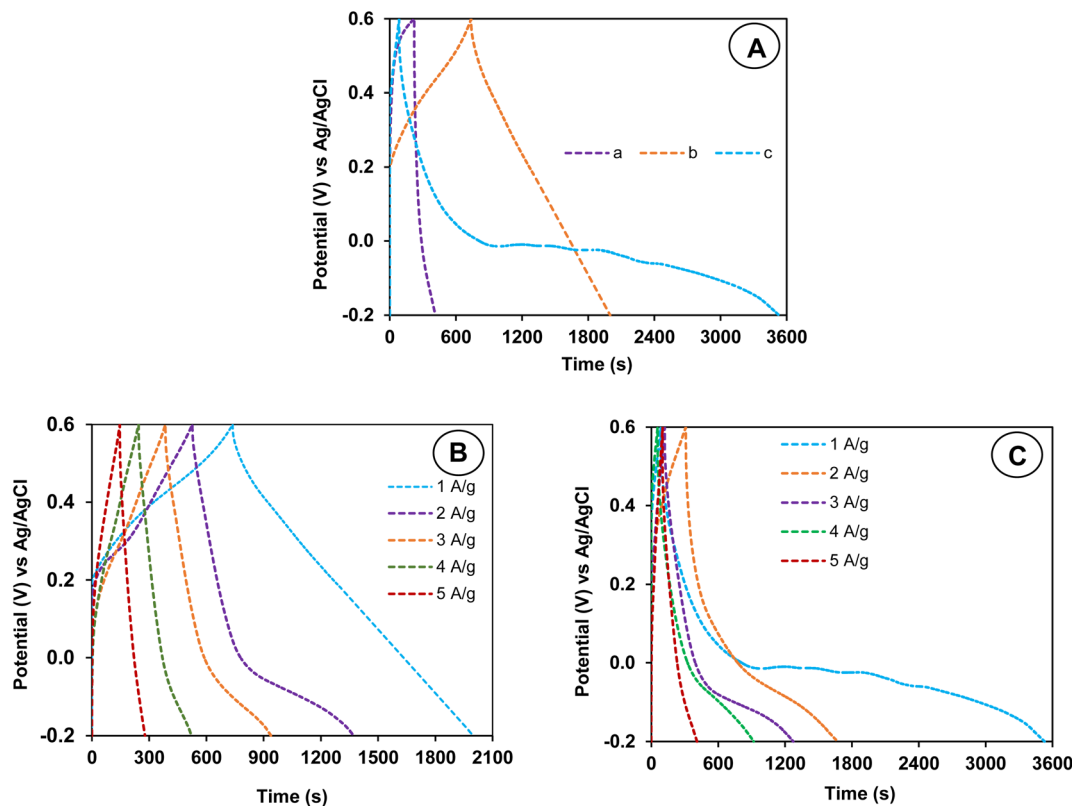 A
Potential (V) vs Ag/AgCl
0.6
0.4
0.2
0.0
-0.2
a b c
0 600 1200 1800 2400 3000 3600
Time (s)
B
Potential (V) vs Ag/AgCl
0.6
0.4
0.2
0.0
-0.2
1 A/g
2 A/g
3 A/g
4 A/g
5 A/g
0 300 600 900 1200 1500 1800 2100
Time (s)
C
Potential (V) vs Ag/AgCl
0.6
0.4
0.2
0.0
-0.2
1 A/g
2 A/g
3 A/g
4 A/g
5 A/g
0 600 1200 1800 2400 3000 3600
Time (s)